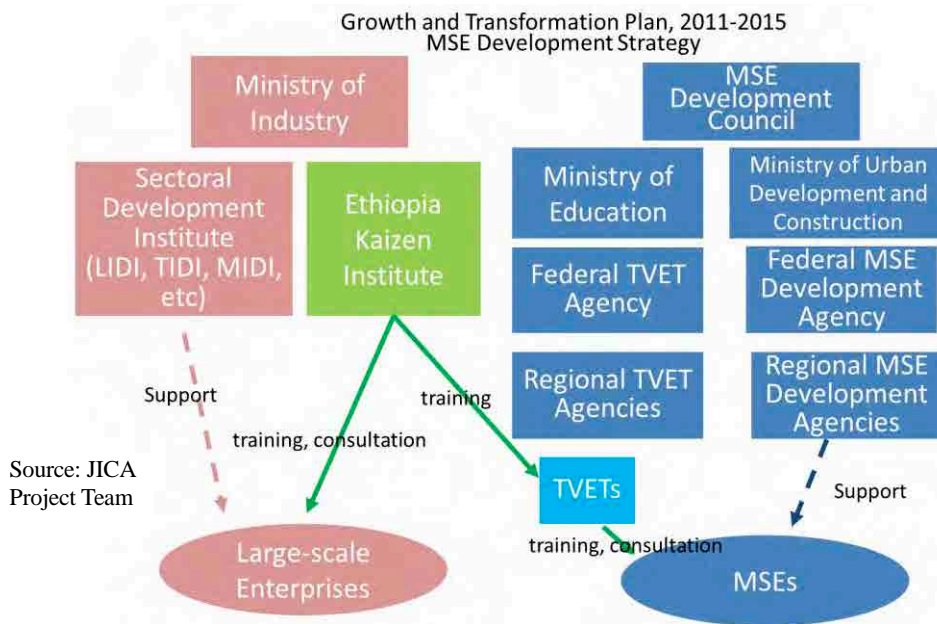 Growth and Transformation Plan, 2011-2015
MSE Development Strategy
Ministry of
Industry
MSE
Development
Council
Sectoral
Development
Institute
(LIDI, TIDI, MIDI,
etc)
Ethiopia
Kaizen
Institute
Ministry of
Education
Ministry of Urban
Development and
Construction
Federal TVET
Agency
Federal MSE
Development
Agency
Regional TVET
Agencies
Regional MSE
Development
Agencies
Support
training
training, consultation
Source: JICA
Project Team
TVETs
Support
training, consultation
Large-scale
Enterprises
MSEs